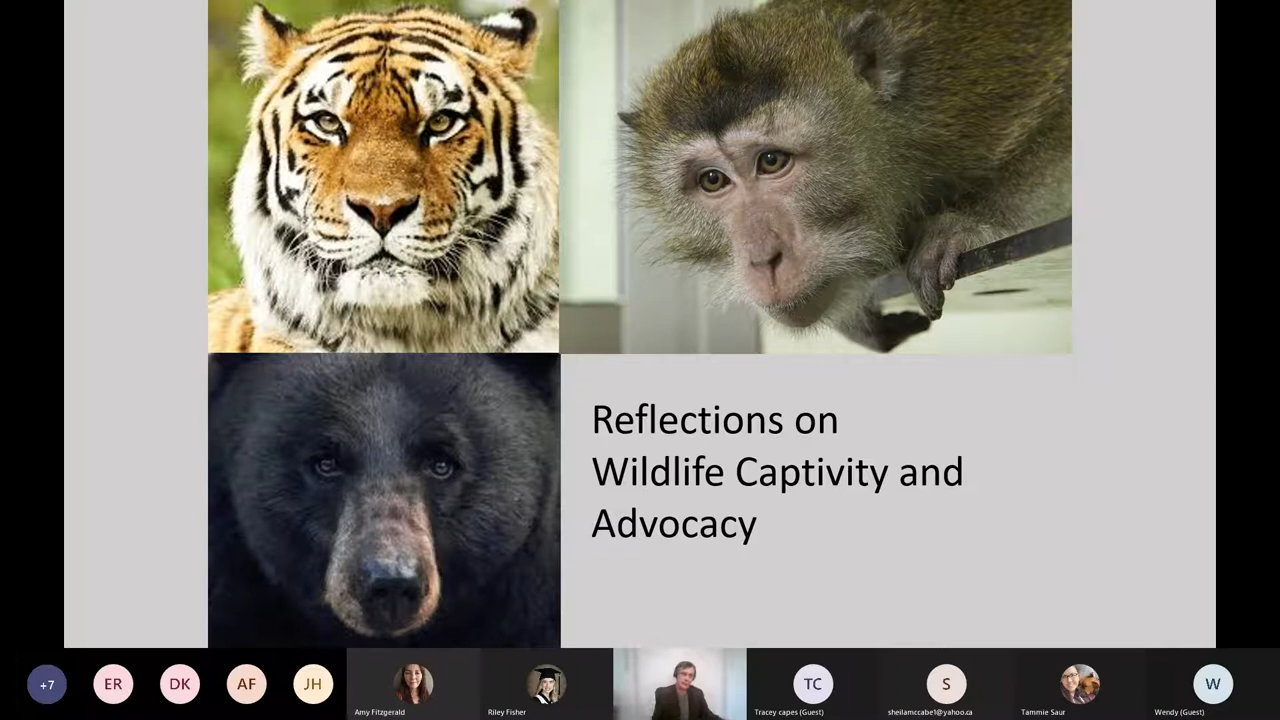 Reflections on
Wildlife Captivity and
Advocacy
+7
ER
DK
AF
JH
Amy Fitzgerald
Riley Fisher
TC
Tracey capes (Guest)
S
sheilamccabe1@yahoo.ca
Tammie Saur
W
Wendy (Guest)